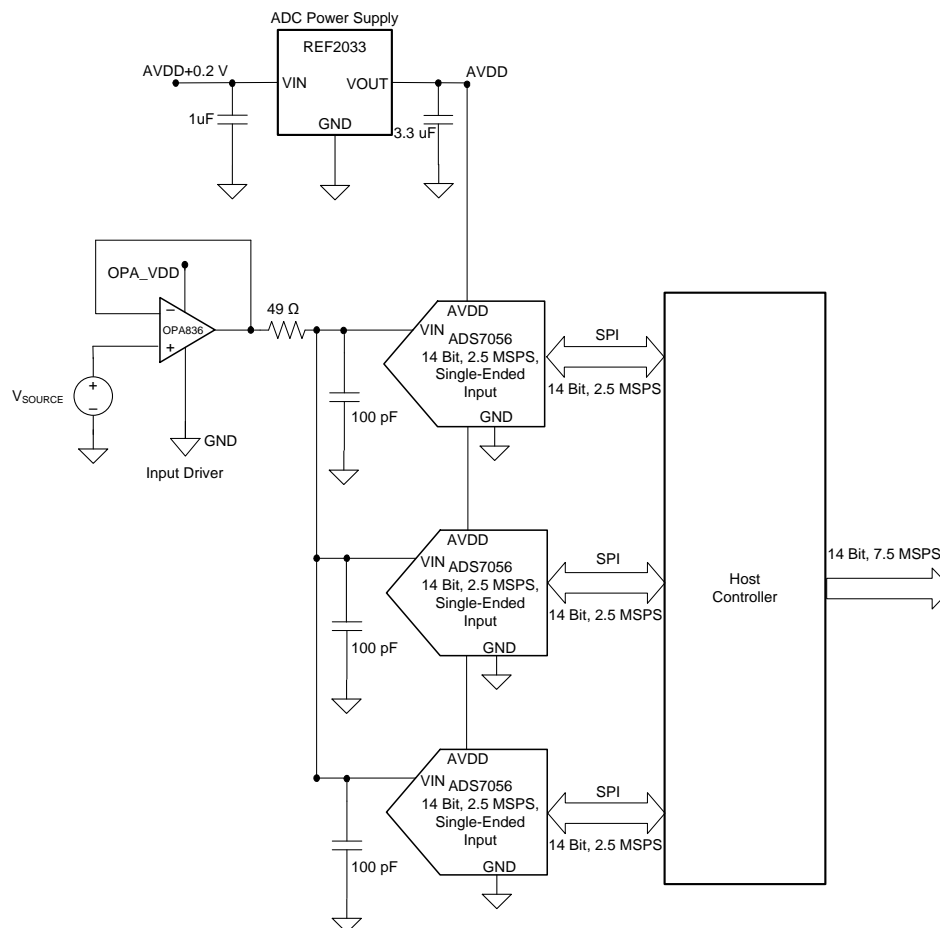 ADC Power Supply
REF2033
AVDD+0.2 V
VIN
VOUT
AVDD
1uF
GND
3.3 uF
OPA_VDD
−
OPA836
+
49 Ω
VSOURCE
+
−
GND
Input Driver
100 pF
AVDD
VIN
ADS7056
14 Bit, 2.5 MSPS,
Single-Ended
Input
GND
SPI
14 Bit, 2.5 MSPS
100 pF
AVDD
VIN
ADS7056
14 Bit, 2.5 MSPS,
Single-Ended
Input
GND
SPI
14 Bit, 2.5 MSPS
100 pF
AVDD
VIN
ADS7056
14 Bit, 2.5 MSPS,
Single-Ended
Input
GND
SPI
14 Bit, 2.5 MSPS
Host
Controller
14 Bit, 7.5 MSPS